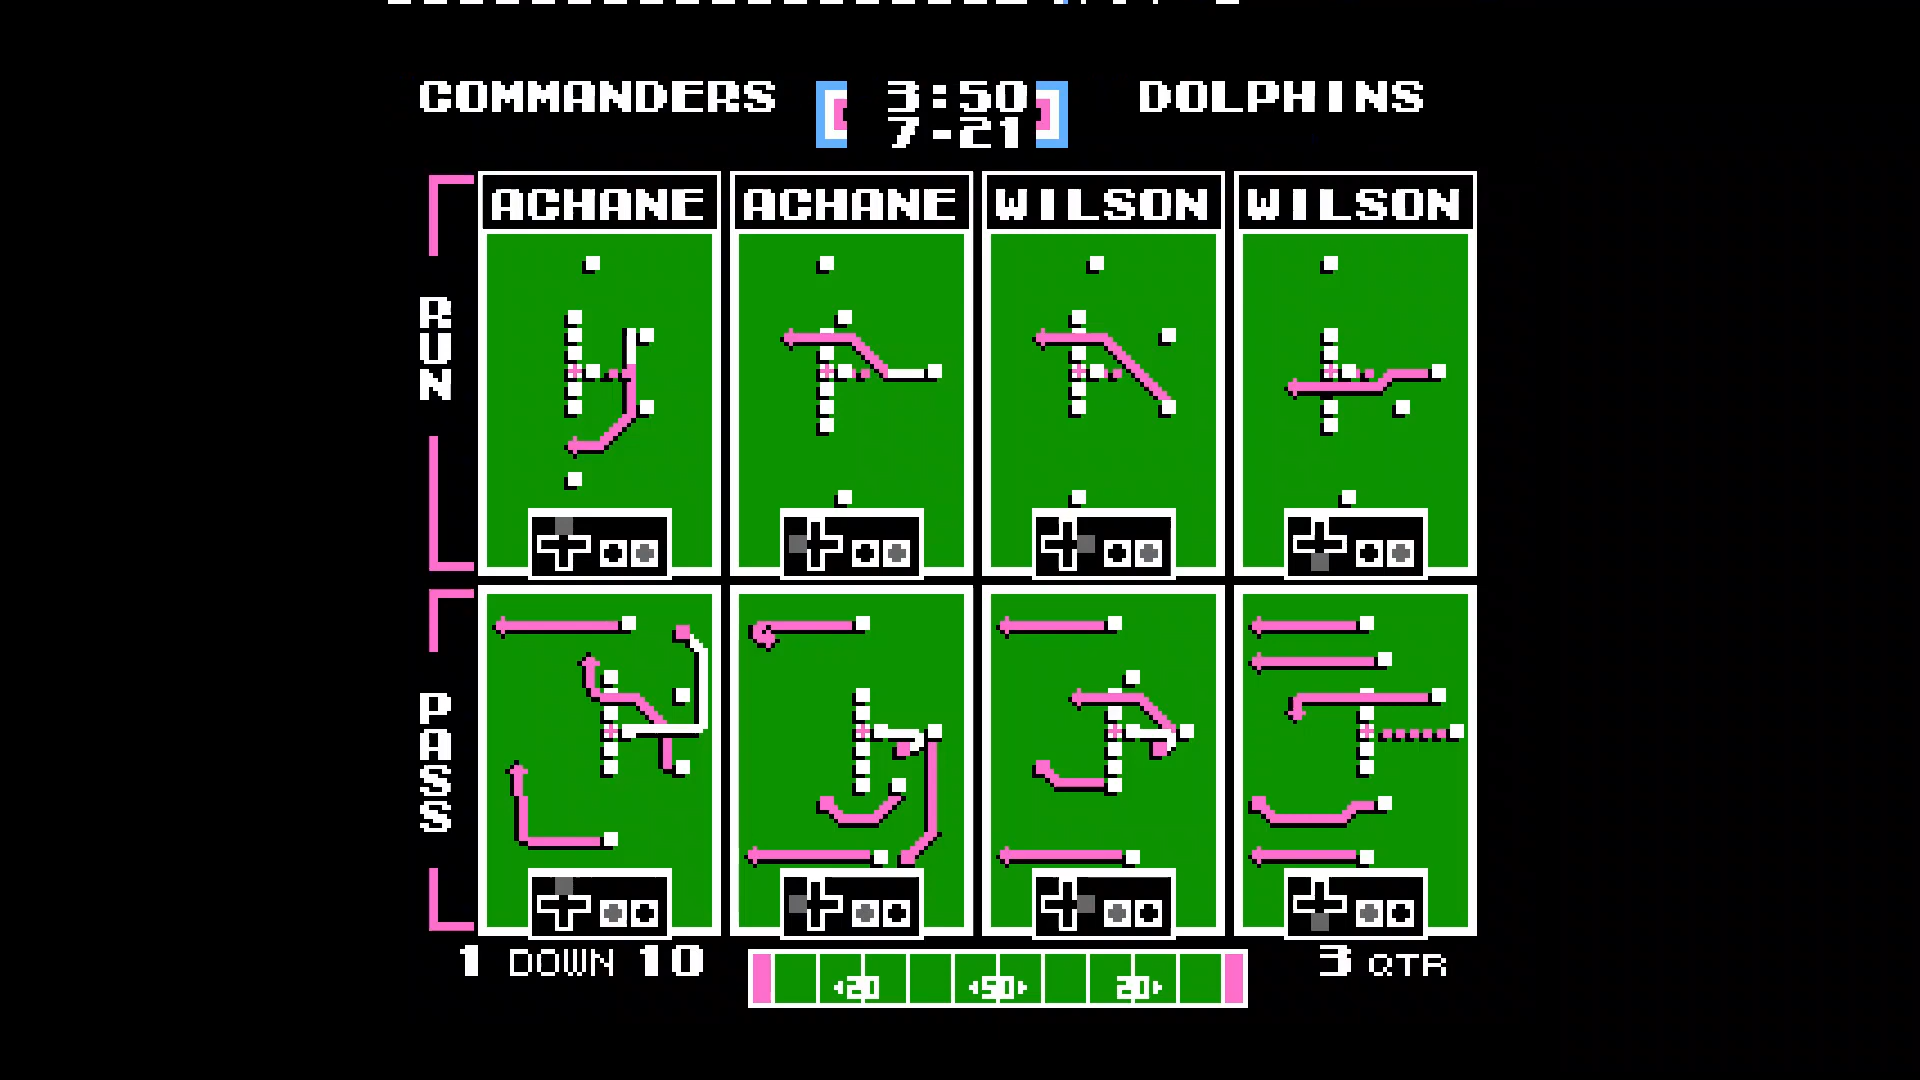 COMMANDERS 3:50 DOLPHINS
7-21
ACHANE ACHANE WILSON WILSON
RUN
PASS
1 DOWN 10 3 QTR
20 50 20